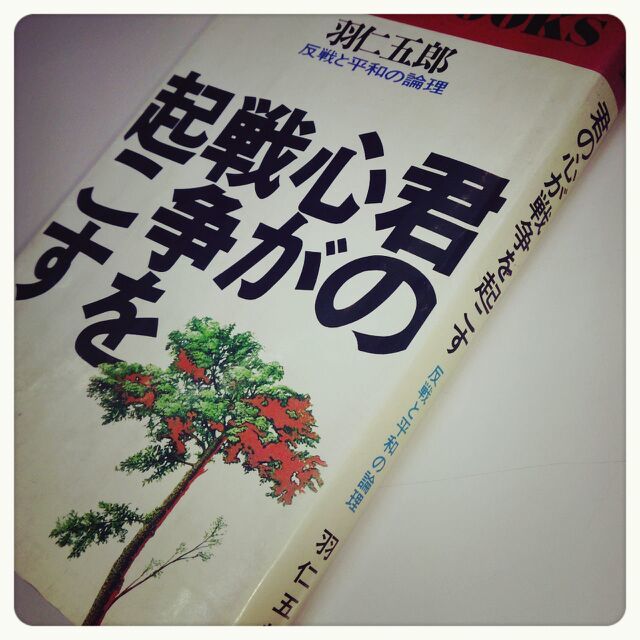 OOKS
羽仁五郎
反戦と平和の論理
君の
心が
戦争を
起こす
君の心が戦争を起こす
反戦と平和の論理
羽仁五